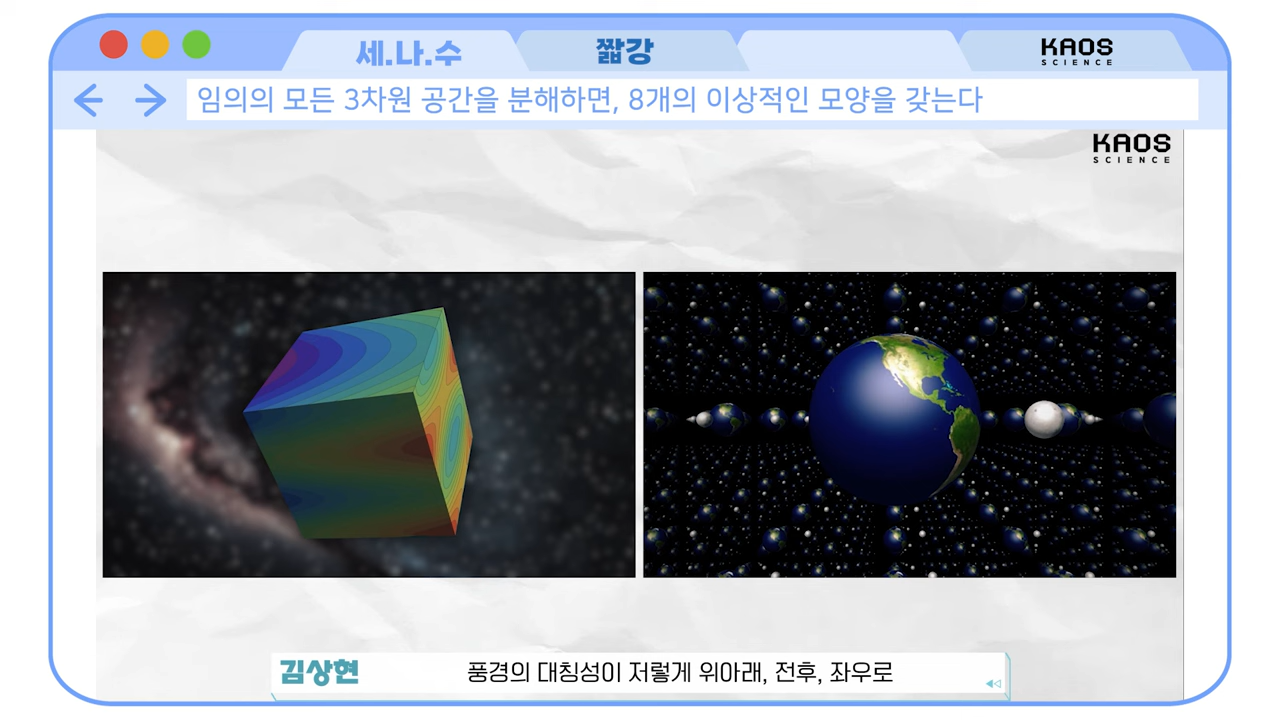 세.나.수
짧강
KAOS
SCIENCE
임의의 모든 3차원 공간을 분해하면, 8개의 이상적인 모양을 갖는다
KAOS
SCIENCE
김상현
풍경의 대칭성이 저렇게 위아래, 전후, 좌우로